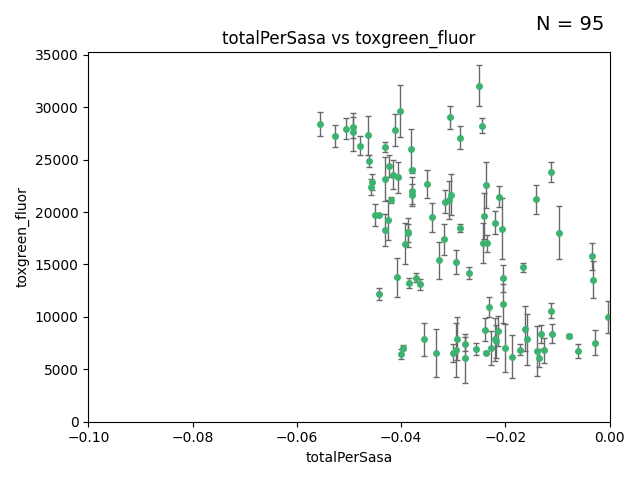 N = 95
totalPerSasa vs toxgreen_fluor
35000
30000
25000
20000
15000
10000
5000
0
toxgreen_fluor
−0.10 −0.08 −0.06 −0.04 −0.02 0.00
totalPerSasa